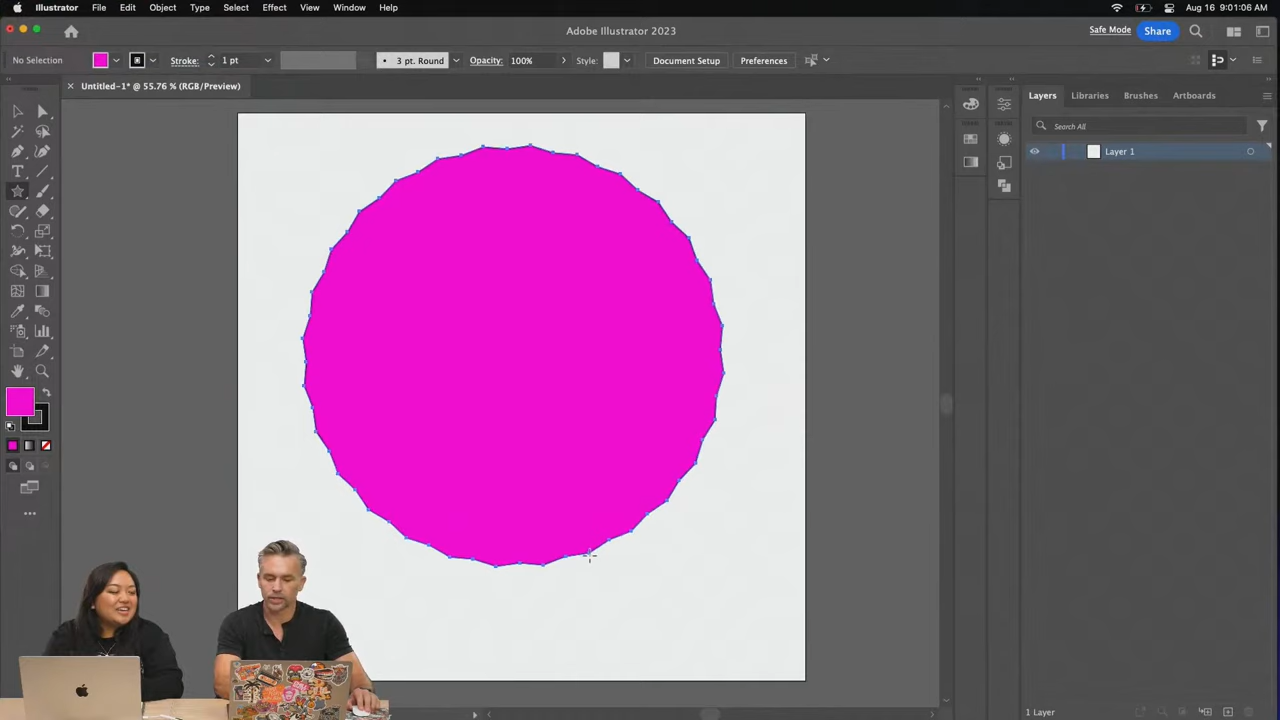 Illustrator File Edit Object Type Select Effect View Window Help
Aug 16 9:01:06 AM
Adobe Illustrator 2023
Safe Mode
Share
No Selection
Stroke:
1 pt
3 pt. Round
Opacity:
100%
Style:
Document Setup
Preferences
Untitled-1* @ 55.76 % (RGB/Preview)
Layers
Libraries
Brushes
Artboards
Search All
Layer 1
1 Layer